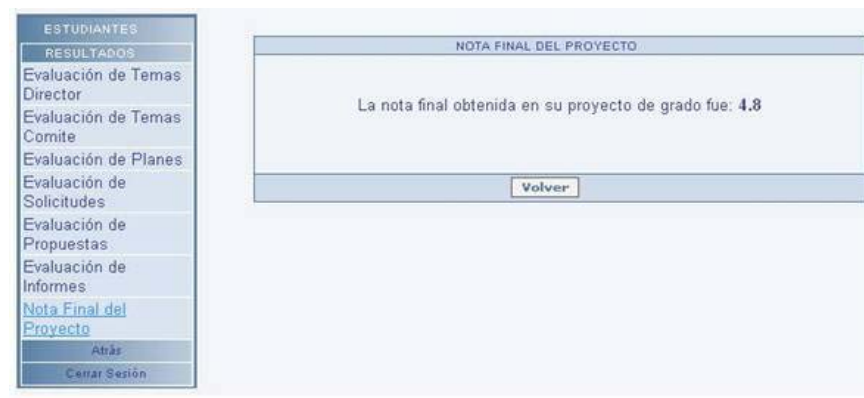 ESTUDIANTES
RESULTADOS
Evaluación de Temas
Director
Evaluación de Temas
Comite
Evaluación de Planes
Evaluación de
Solicitudes
Evaluación de
Propuestas
Evaluación de
Informes
Nota Final del
Proyecto
Atrás
Cerrar Sesión
NOTA FINAL DEL PROYECTO
La nota final obtenida en su proyecto de grado fue: 4.8
Volver